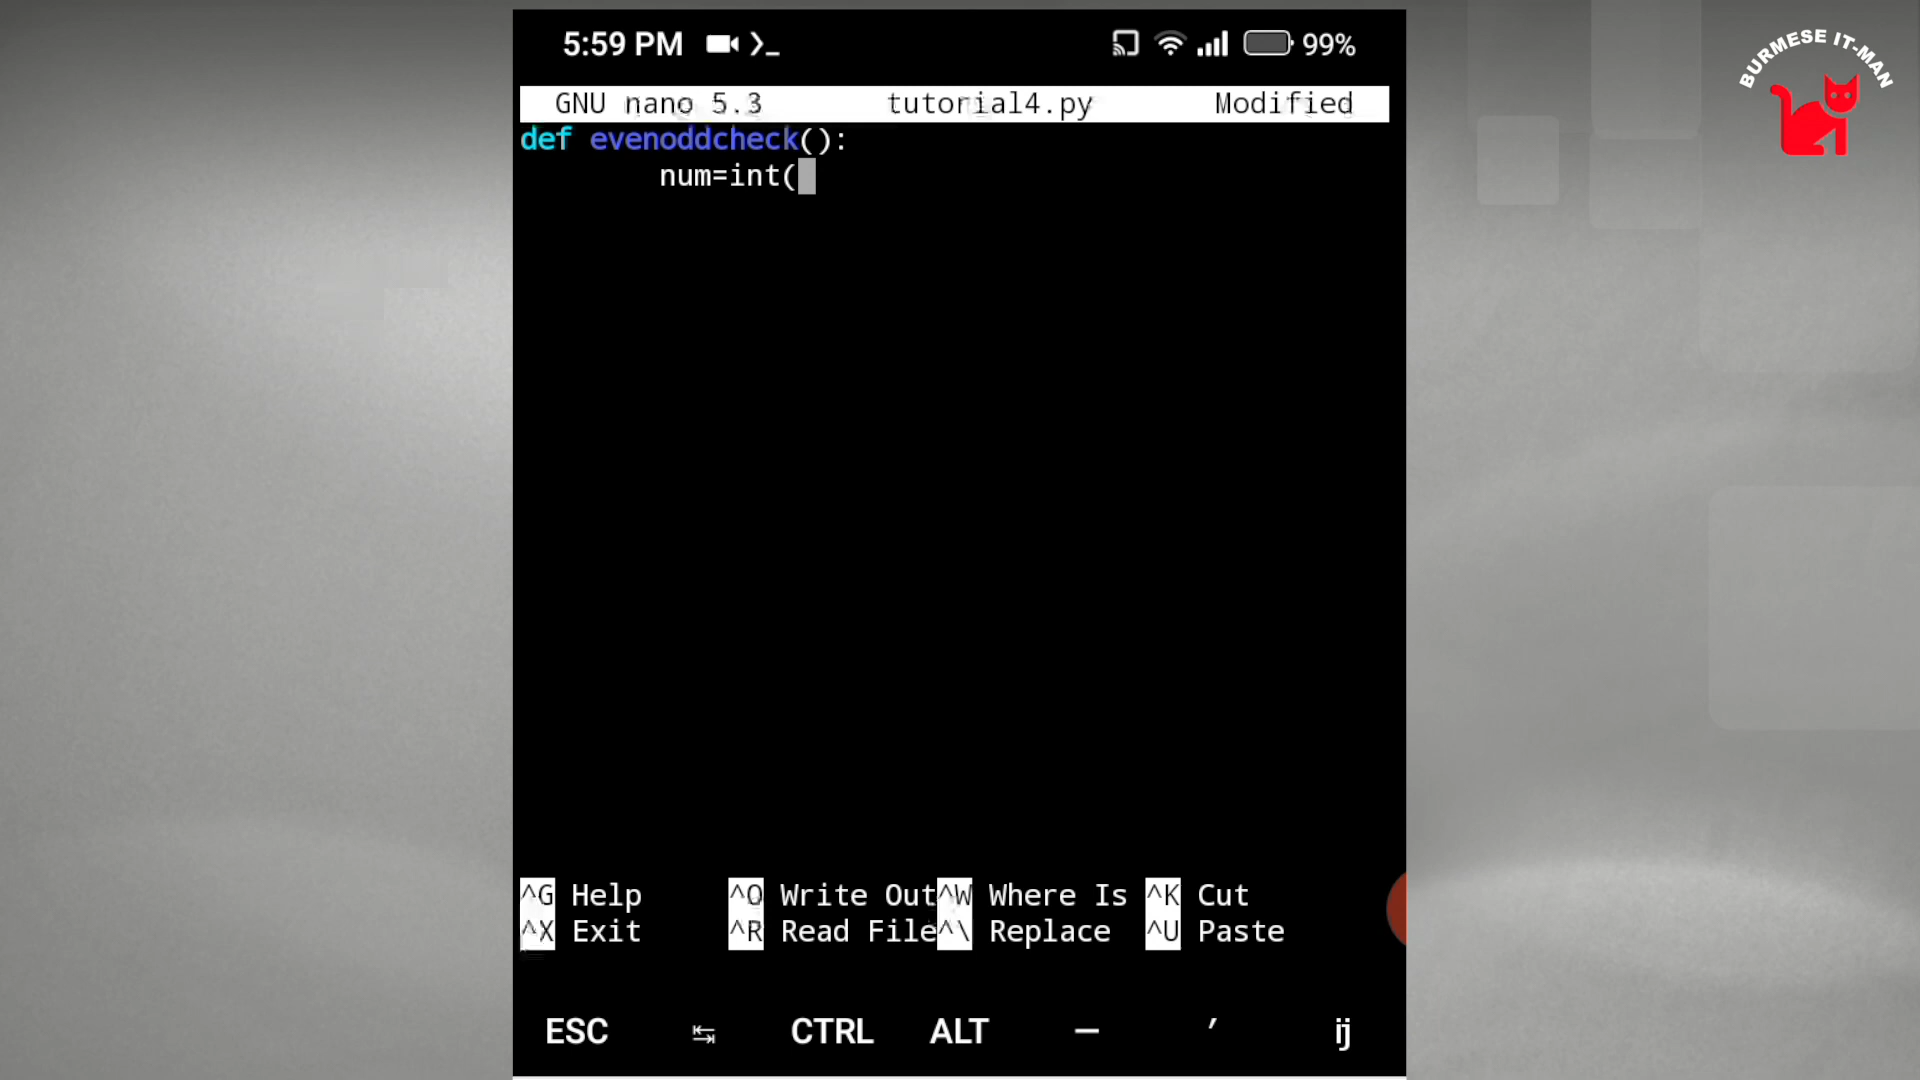 5:59 PM 99%
BURMESE IT-MAN
GNU nano 5.3 tutorial4.py Modified
def evenoddcheck():
num=int(
^G Help ^O Write Out ^W Where Is ^K Cut
^X Exit ^R Read File ^\ Replace ^U Paste
ESC CTRL ALT – ′ ij